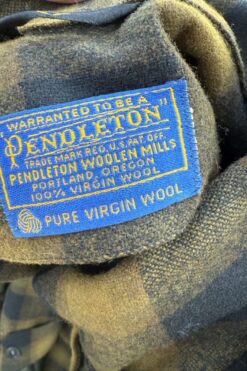 WARRANTED TO BE A
PENDLETON"
TRADE MARK REG. U.S. PAT. OFF.
PENDLETON WOOLEN MILLS
PORTLAND, OREGON
100% VIRGIN WOOL
PURE VIRGIN WOOL